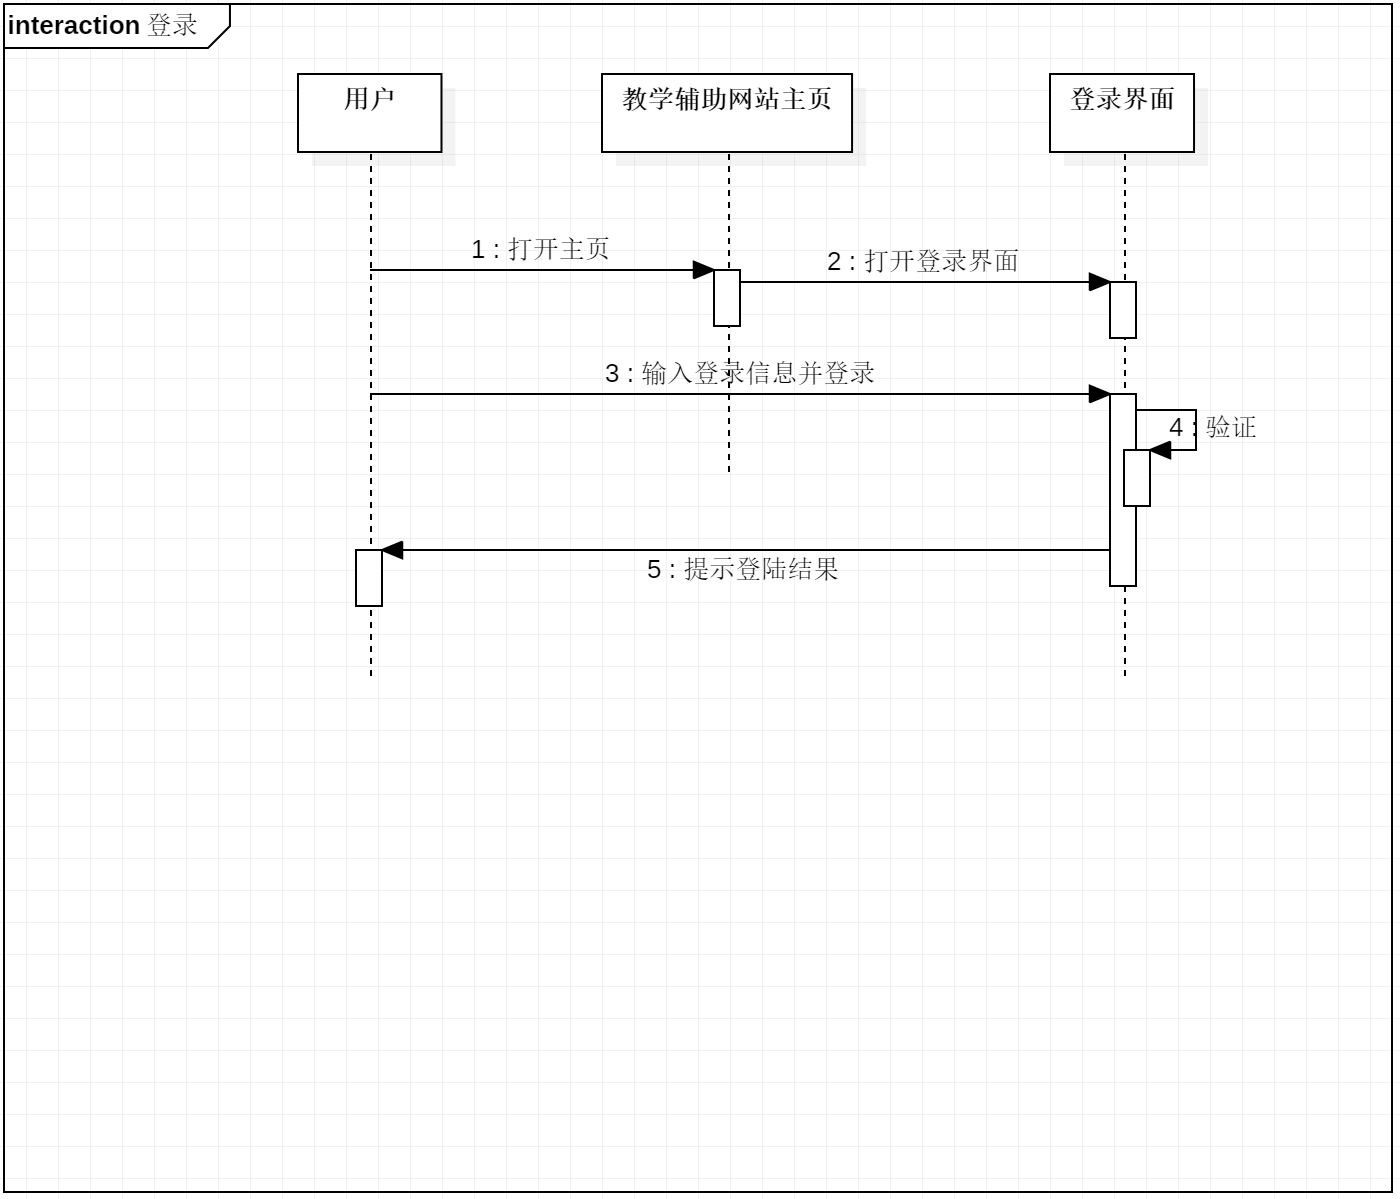 interaction 登录
用户
教学辅助网站主页
登录界面
1 : 打开主页
2 : 打开登录界面
3 : 输入登录信息并登录
4 : 验证
5 : 提示登陆结果